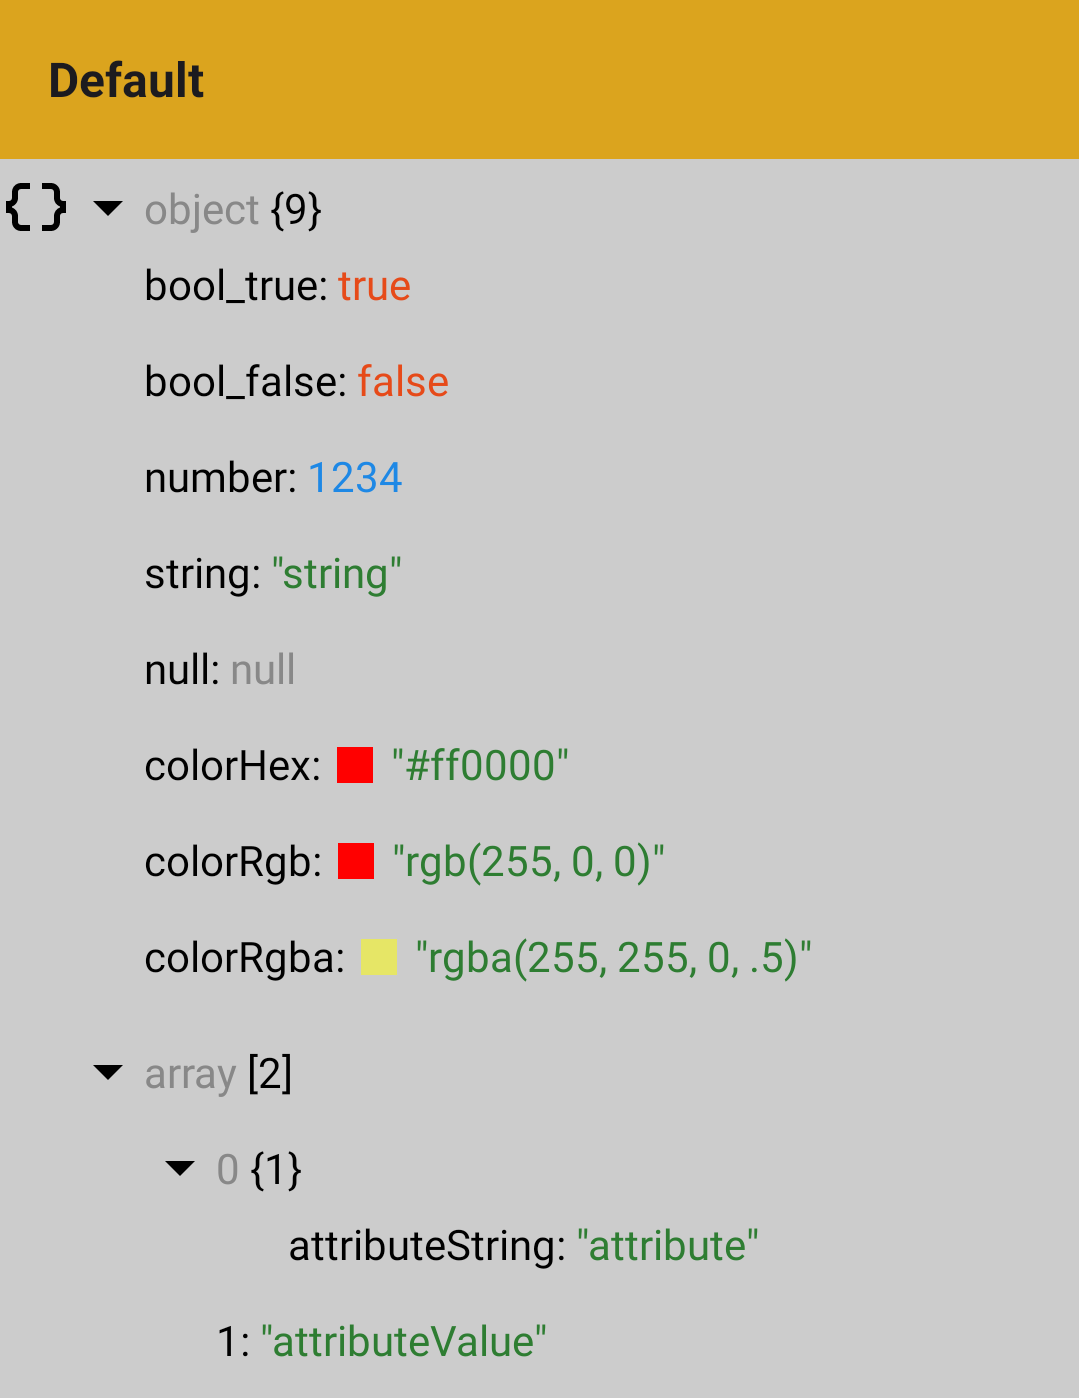 Default
{} object {9}
bool_true: true
bool_false: false
number: 1234
string: "string"
null: null
colorHex: "#ff0000"
colorRgb: "rgb(255, 0, 0)"
colorRgba: "rgba(255, 255, 0, .5)"
array [2]
0 {1}
attributeString: "attribute"
1: "attributeValue"